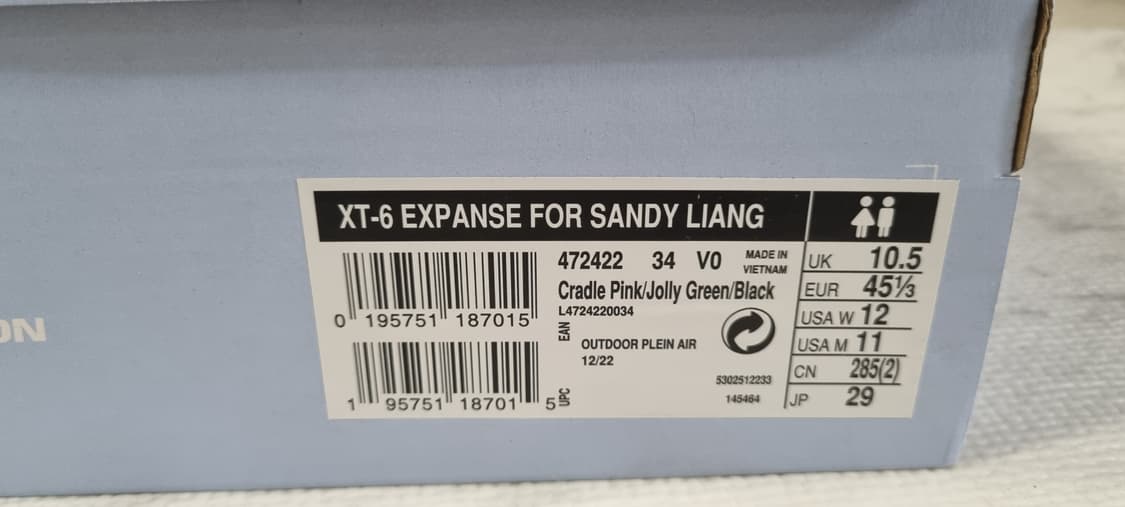 XT-6 EXPANSE FOR SANDY LIANG
472422 34 V0 MADE IN VIETNAM
Cradle Pink/Jolly Green/Black
L4724220034
0 195751 187015
EAN
OUTDOOR PLEIN AIR
12/22
1 95751 18701 5
UPC
5302512233
145464
UK 10.5
EUR 45⅓
USA W 12
USA M 11
CN 285(2)
JP 29
ON